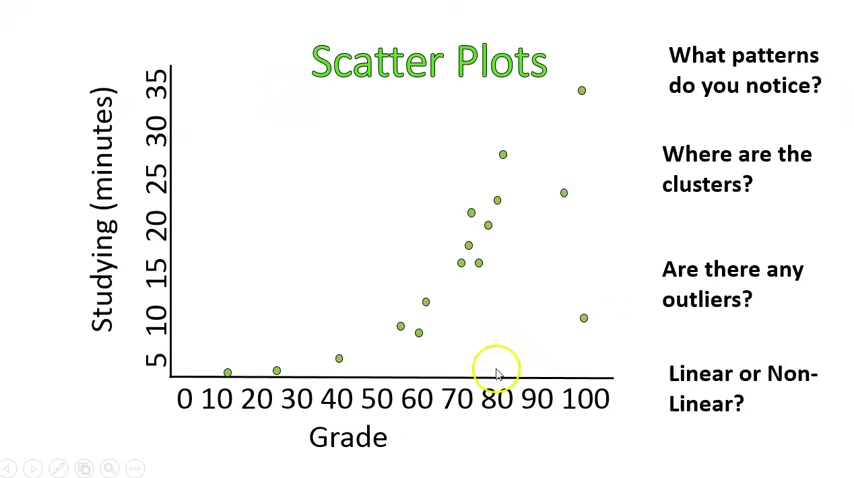 Scatter Plots
What patterns
do you notice?
Where are the
clusters?
Are there any
outliers?
Linear or Non-
Linear?
Studying (minutes)
35
30
25
20
15
10
5
0 10 20 30 40 50 60 70 80 90 100
Grade